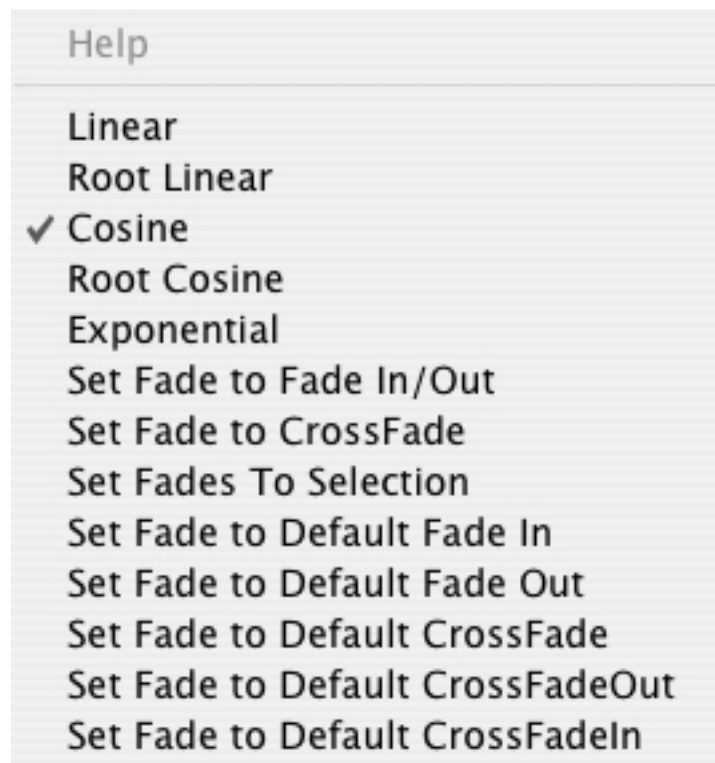 Help
Linear
Root Linear
✓ Cosine
Root Cosine
Exponential
Set Fade to Fade In/Out
Set Fade to CrossFade
Set Fades To Selection
Set Fade to Default Fade In
Set Fade to Default Fade Out
Set Fade to Default CrossFade
Set Fade to Default CrossFadeOut
Set Fade to Default CrossFadeIn